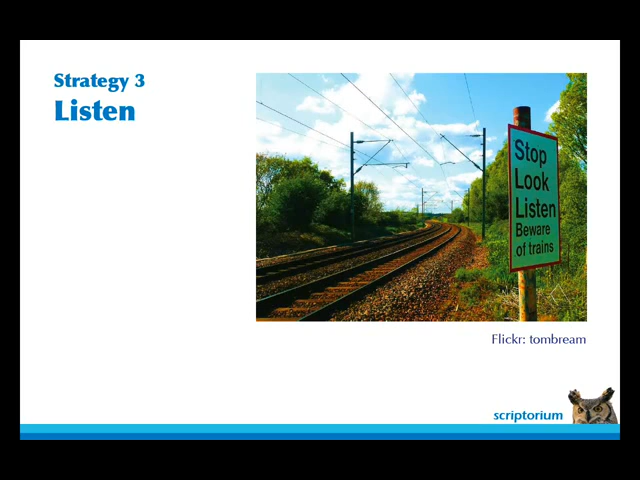 Strategy 3
Listen
Stop
Look
Listen
Beware
of trains
Flickr: tombream
scriptorium